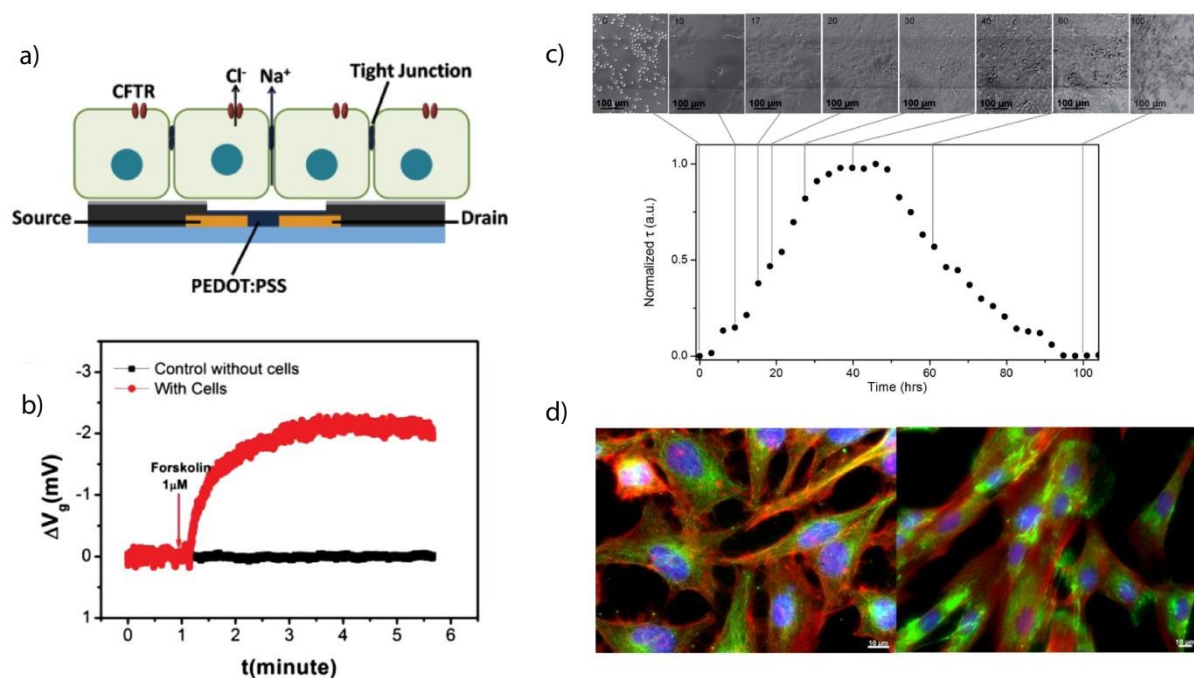 a)
CFTR
Cl-
Na+
Tight Junction
Source
Drain
PEDOT:PSS
b)
-3
-2
-1
0
1
ΔVg (mV)
Control without cells
With Cells
Forskolin
1μM
0 1 2 3 4 5 6
t(minute)
c)
0 10 17 20 30 40 60 100
100 μm 100 μm 100 μm 100 μm 100 μm 100 μm 100 μm 100 μm
1.0
0.5
0.0
Normalized τ (a.u.)
0 20 40 60 80 100
Time (hrs)
d)
10 μm